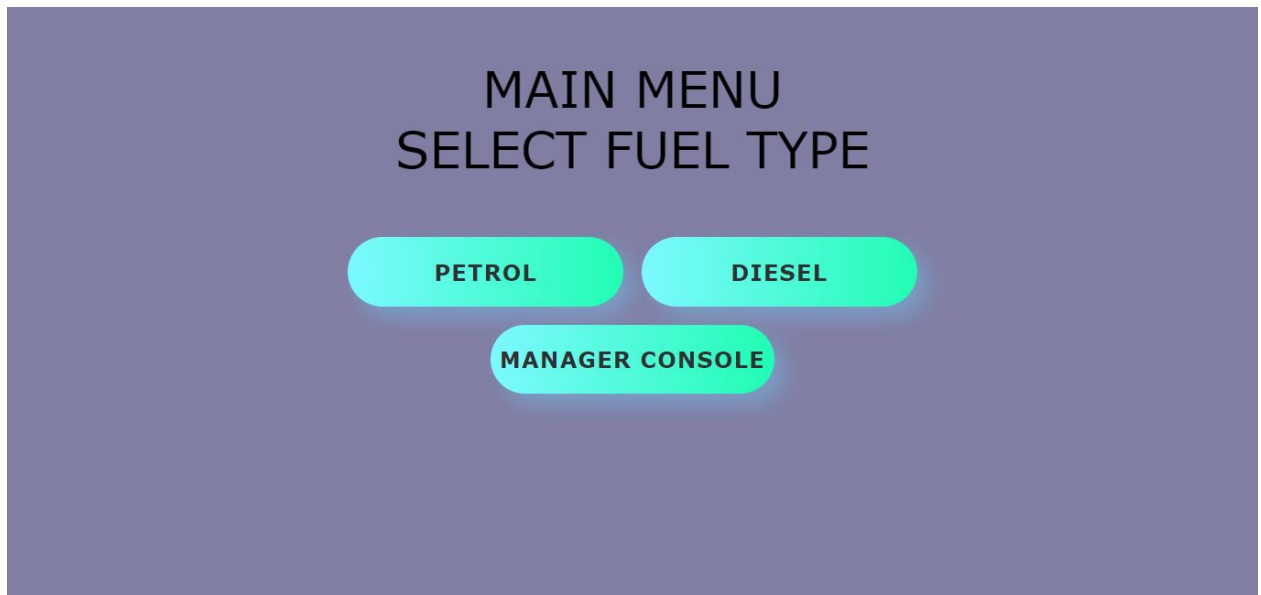 MAIN MENU
SELECT FUEL TYPE
PETROL
DIESEL
MANAGER CONSOLE